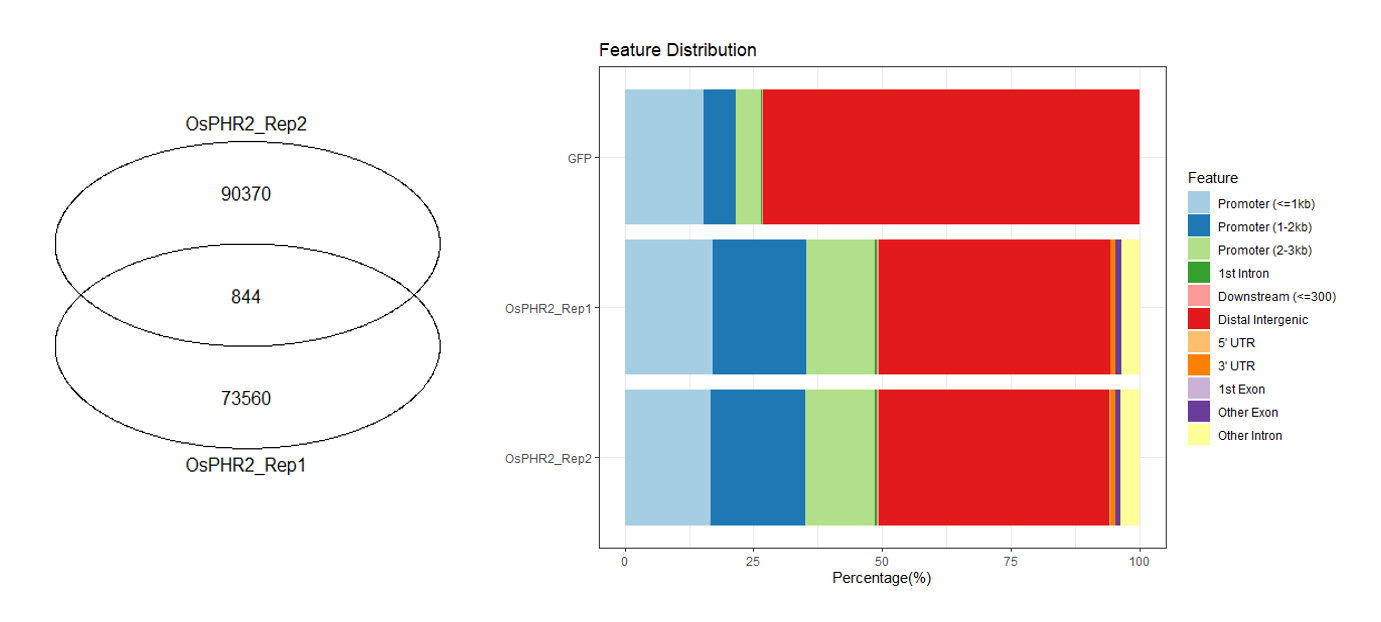 OsPHR2_Rep2
90370
844
73560
OsPHR2_Rep1
Feature Distribution
GFP
OsPHR2_Rep1
OsPHR2_Rep2
0 25 50 75 100
Percentage(%)
Feature
Promoter (<=1kb)
Promoter (1-2kb)
Promoter (2-3kb)
1st Intron
Downstream (<=300)
Distal Intergenic
5' UTR
3' UTR
1st Exon
Other Exon
Other Intron